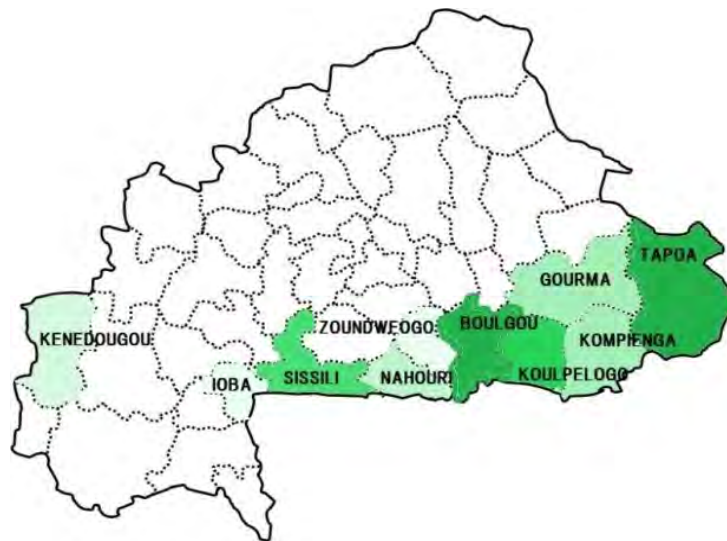 TAPOA
GOURMA
ZOUNDWEOGO
BOULGOU
KENEDOUGOU
KOMPIENGA
IOBA
SISSILI
NAHOURI
KOULPELOGO